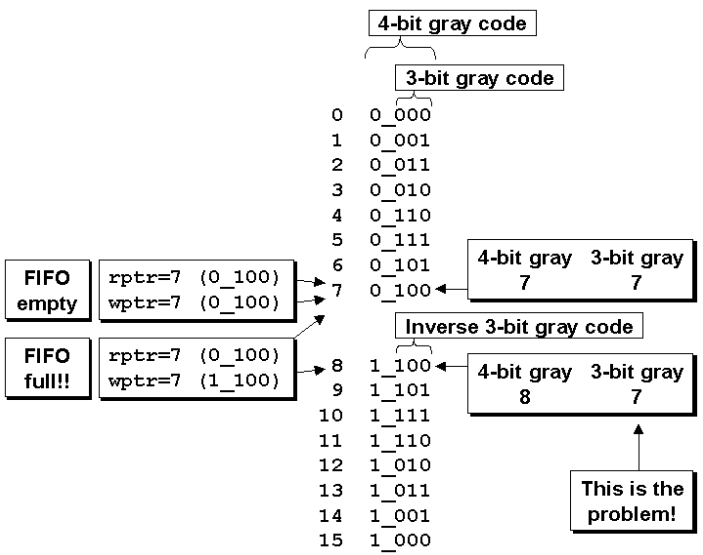 4-bit gray code
3-bit gray code
0 0_000
1 0_001
2 0_011
3 0_010
4 0_110
5 0_111
6 0_101
7 0_100
FIFO
empty
rptr=7 (0_100)
wptr=7 (0_100)
4-bit gray 3-bit gray
7 7
Inverse 3-bit gray code
FIFO
full!!
rptr=7 (0_100)
wptr=7 (1_100)
8 1_100
9 1_101
10 1_111
11 1_110
12 1_010
13 1_011
14 1_001
15 1_000
4-bit gray 3-bit gray
8 7
This is the
problem!